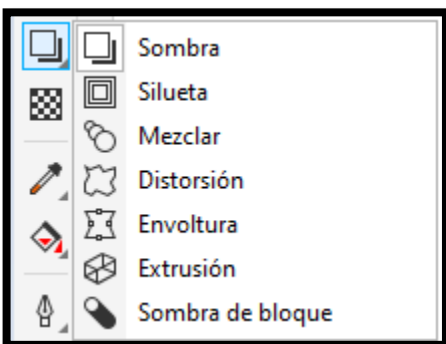 Sombra
Silueta
Mezclar
Distorsión
Envoltura
Extrusión
Sombra de bloque